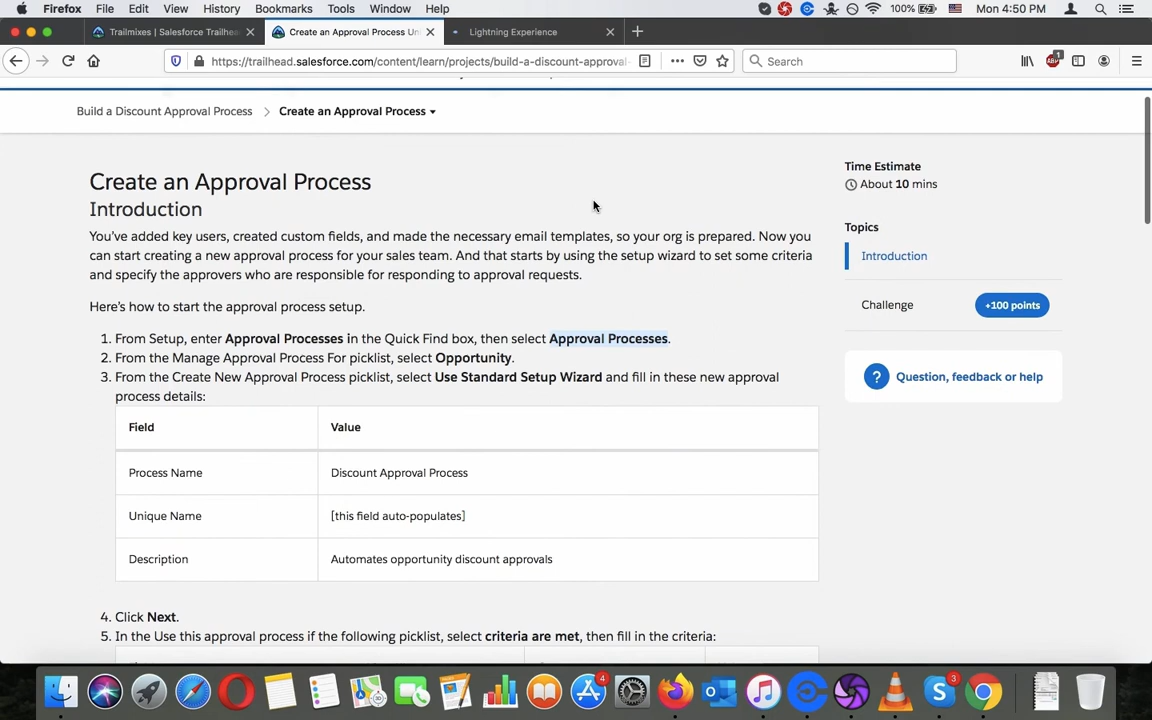 Firefox File Edit View History Bookmarks Tools Window Help 100% Mon 4:50 PM
Trailmixes | Salesforce Trailhea
Create an Approval Process Un
Lightning Experience
https://trailhead.salesforce.com/content/learn/projects/build-a-discount-approval-
Search
1
Build a Discount Approval Process
Create an Approval Process
Create an Approval Process
Introduction
You've added key users, created custom fields, and made the necessary email templates, so your org is prepared. Now you
can start creating a new approval process for your sales team. And that starts by using the setup wizard to set some criteria
and specify the approvers who are responsible for responding to approval requests.
Here's how to start the approval process setup.
1. From Setup, enter Approval Processes in the Quick Find box, then select Approval Processes.
2. From the Manage Approval Process For picklist, select Opportunity.
3. From the Create New Approval Process picklist, select Use Standard Setup Wizard and fill in these new approval
process details:
Field Value
Process Name Discount Approval Process
Unique Name [this field auto-populates]
Description Automates opportunity discount approvals
4. Click Next.
5. In the Use this approval process if the following picklist, select criteria are met, then fill in the criteria:
Time Estimate
About 10 mins
Topics
Introduction
Challenge +100 points
? Question, feedback or help
4
3